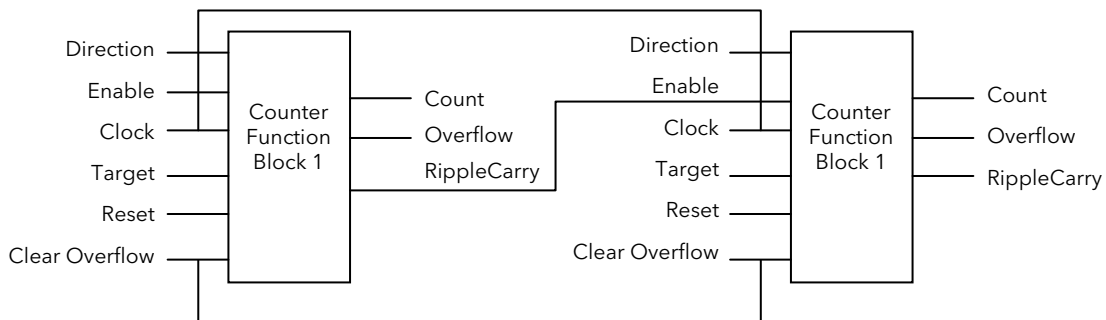 Direction
Enable
Clock
Target
Reset
Clear Overflow
Counter
Function
Block 1
Count
Overflow
RippleCarry
Direction
Enable
Clock
Target
Reset
Clear Overflow
Counter
Function
Block 1
Count
Overflow
RippleCarry